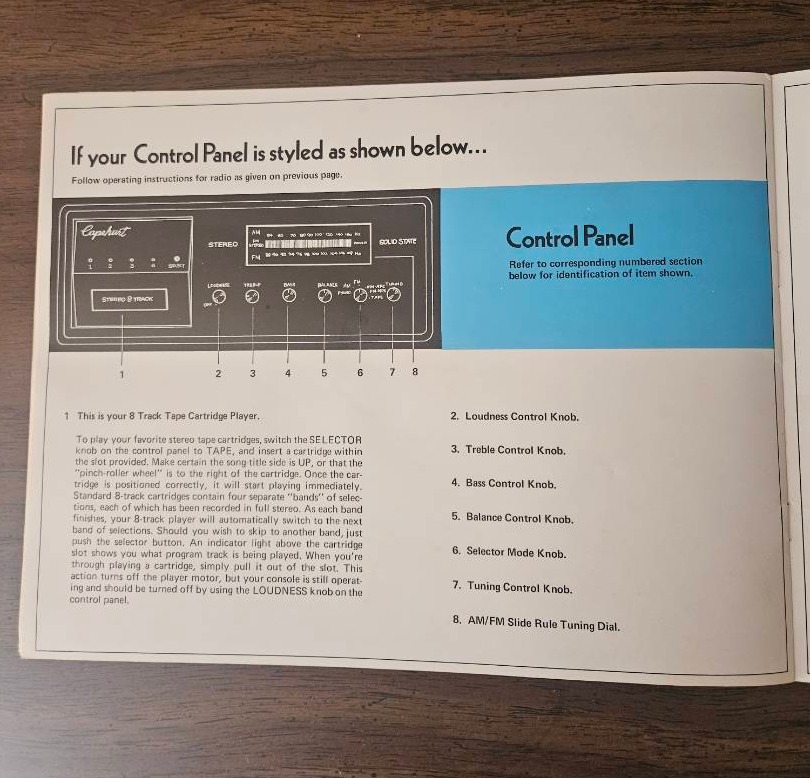 If your Control Panel is styled as shown below...
Follow operating instructions for radio as given on previous page.
Capehart
1 2 3 4 SELECT
STEREO 8 TRACK
STEREO
AM
FM
SOLID STATE
LOUDNESS
OFF
TREBLE
BASS
BALANCE
AM
FM
TAPE
TUNING
1 2 3 4 5 6 7 8
Control Panel
Refer to corresponding numbered section
below for identification of item shown.
1 This is your 8 Track Tape Cartridge Player.
To play your favorite stereo tape cartridges, switch the SELECTOR
knob on the control panel to TAPE, and insert a cartridge within
the slot provided. Make certain the song-title side is UP, or that the
"pinch-roller wheel" is to the right of the cartridge. Once the car-
tridge is positioned correctly, it will start playing immediately.
Standard 8-track cartridges contain four separate "bands" of selec-
tions, each of which has been recorded in full stereo. As each band
finishes, your 8-track player will automatically switch to the next
band of selections. Should you wish to skip to another band, just
push the selector button. An indicator light above the cartridge
slot shows you what program track is being played. When you're
through playing a cartridge, simply pull it out of the slot. This
action turns off the player motor, but your console is still operat-
ing and should be turned off by using the LOUDNESS knob on the
control panel.
2. Loudness Control Knob.
3. Treble Control Knob.
4. Bass Control Knob.
5. Balance Control Knob.
6. Selector Mode Knob.
7. Tuning Control Knob.
8. AM/FM Slide Rule Tuning Dial.